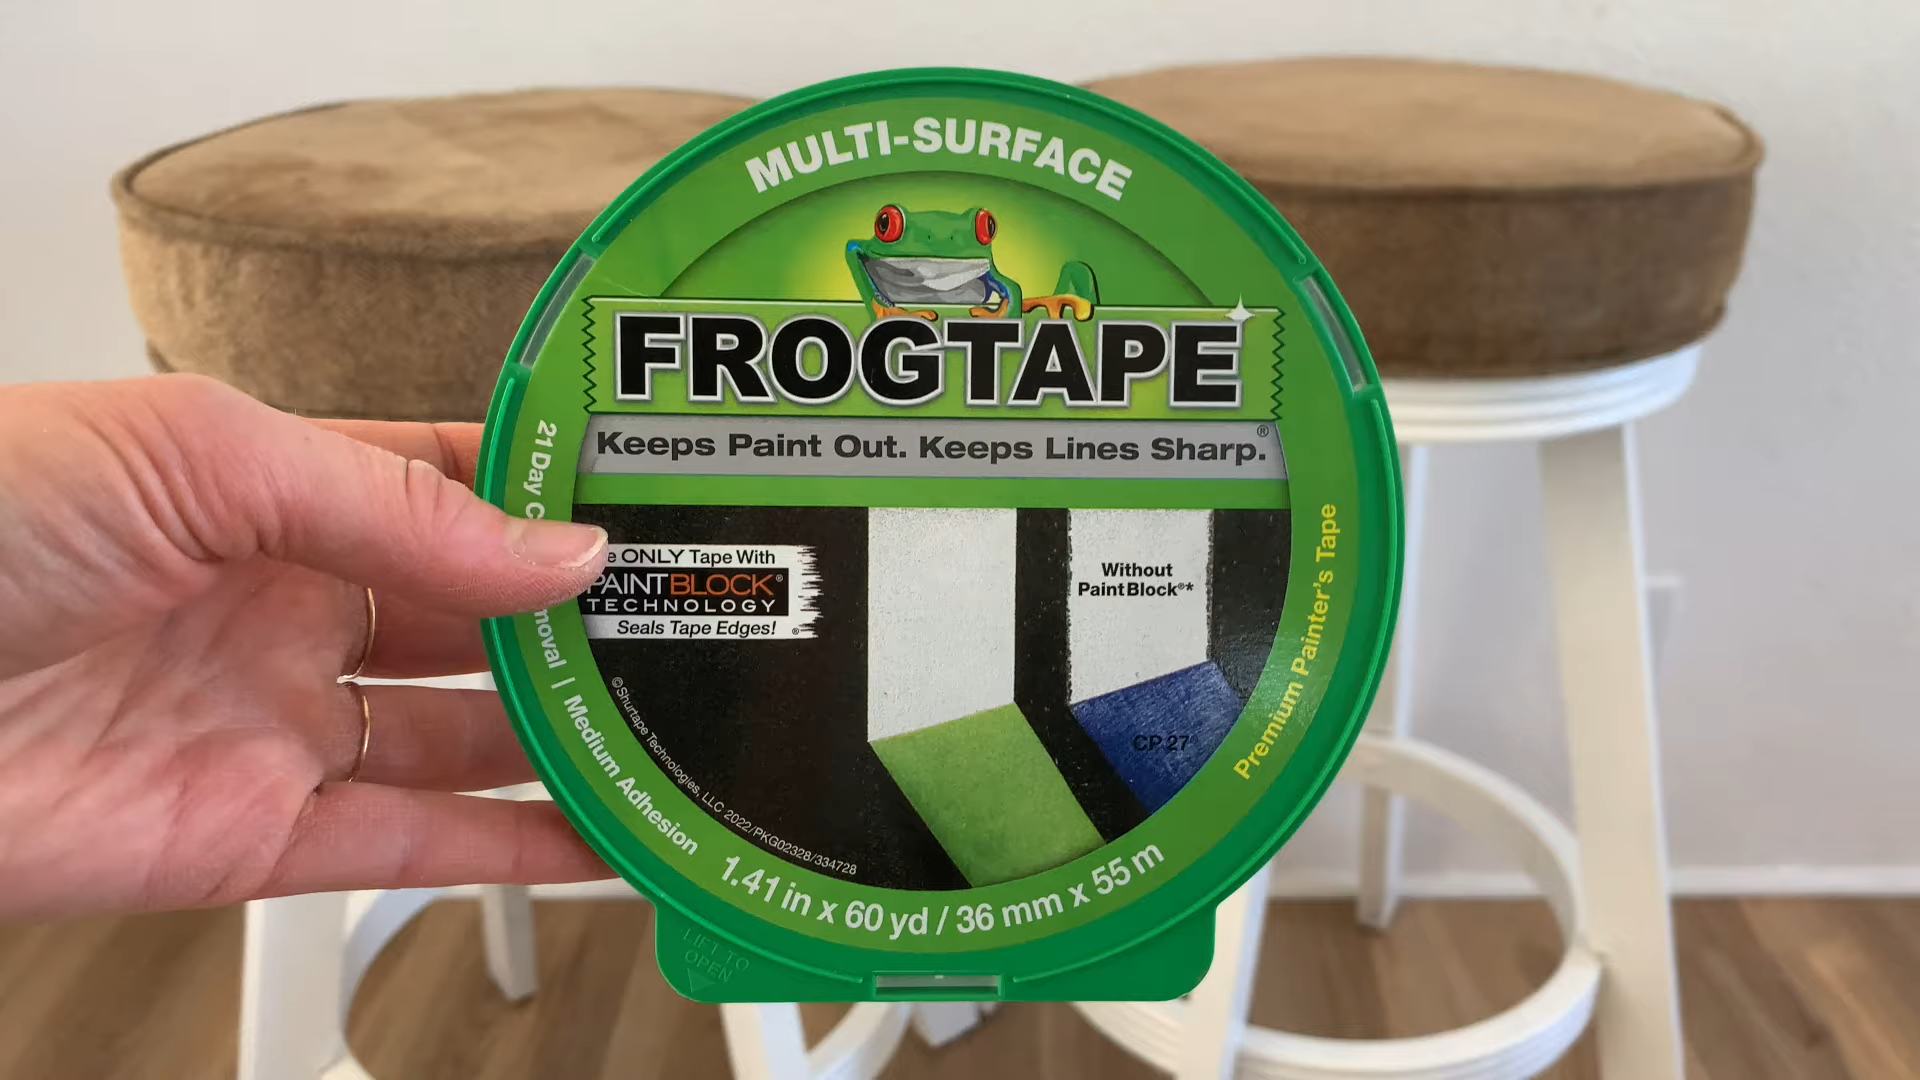 MULTI-SURFACE
FROGTAPE
Keeps Paint Out. Keeps Lines Sharp.®
ONLY Tape With
PAINTBLOCK®
TECHNOLOGY
Seals Tape Edges! ®
Without
PaintBlock®*
CP 27
21 Day
Medium Adhesion
Premium Painter's Tape
©Shurtape Technologies, LLC 2022/PKG02328/334728
1.41 in x 60 yd / 36 mm x 55 m
LIFT TO
OPEN